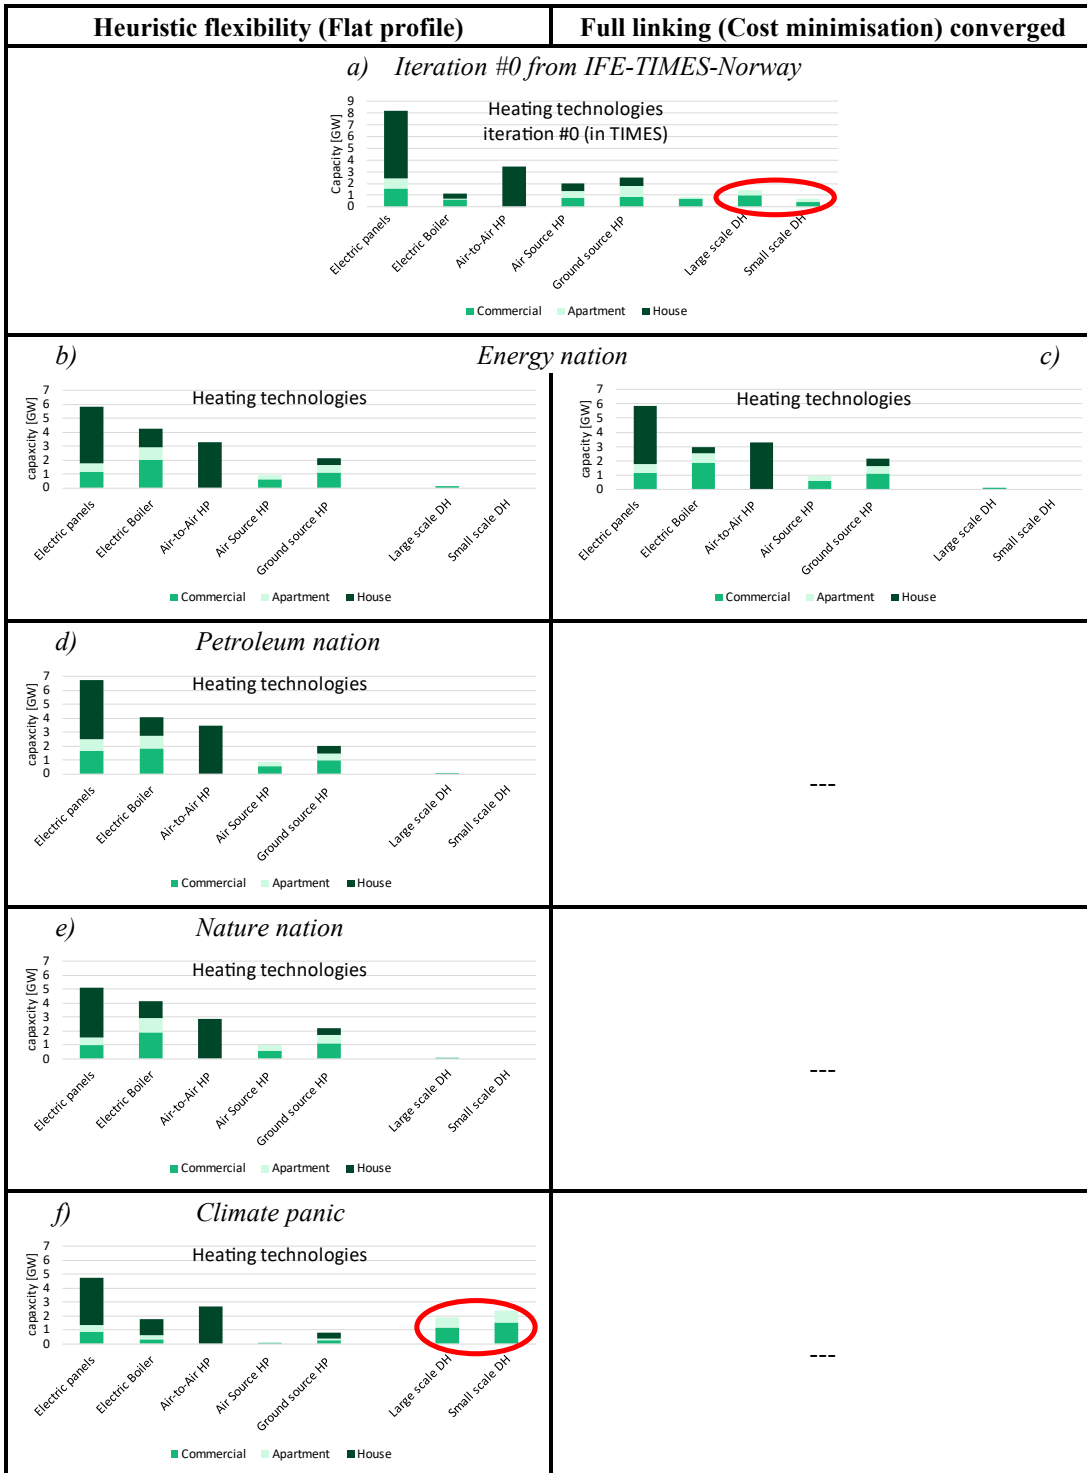 Heuristic flexibility (Flat profile)
Full linking (Cost minimisation) converged
a) Iteration #0 from IFE-TIMES-Norway
Heating technologies
iteration #0 (in TIMES)
Capacity [GW]
9
8
7
6
5
4
3
2
1
0
Electric panels
Electric Boiler
Air-to-Air HP
Air Source HP
Ground source HP
Large scale DH
Small scale DH
Commercial Apartment House
b) Energy nation c)
Heating technologies
capaxcity [GW]
7
6
5
4
3
2
1
0
Electric panels
Electric Boiler
Air-to-Air HP
Air Source HP
Ground source HP
Large scale DH
Small scale DH
Commercial Apartment House
Heating technologies
capacity [GW]
7
6
5
4
3
2
1
0
Electric panels
Electric Boiler
Air-to-Air HP
Air Source HP
Ground source HP
Large scale DH
Small scale DH
Commercial Apartment House
d) Petroleum nation
Heating technologies
capaxcity [GW]
7
6
5
4
3
2
1
0
Electric panels
Electric Boiler
Air-to-Air HP
Air Source HP
Ground source HP
Large scale DH
Small scale DH
Commercial Apartment House
---
e) Nature nation
Heating technologies
capaxcity [GW]
7
6
5
4
3
2
1
0
Electric panels
Electric Boiler
Air-to-Air HP
Air Source HP
Ground source HP
Large scale DH
Small scale DH
Commercial Apartment House
---
f) Climate panic
Heating technologies
capaxcity [GW]
7
6
5
4
3
2
1
0
Electric panels
Electric Boiler
Air-to-Air HP
Air Source HP
Ground source HP
Large scale DH
Small scale DH
Commercial Apartment House
---